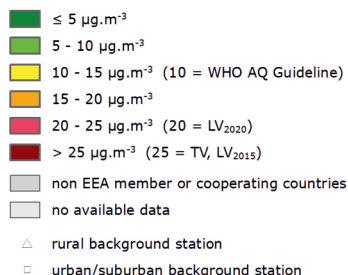 ≤ 5 µg.m⁻³
5 - 10 µg.m⁻³
10 - 15 µg.m⁻³ (10 = WHO AQ Guideline)
15 - 20 µg.m⁻³
20 - 25 µg.m⁻³ (20 = LV₂₀₂₀)
> 25 µg.m⁻³ (25 = TV, LV₂₀₁₅)
non EEA member or cooperating countries
no available data
rural background station
urban/suburban background station